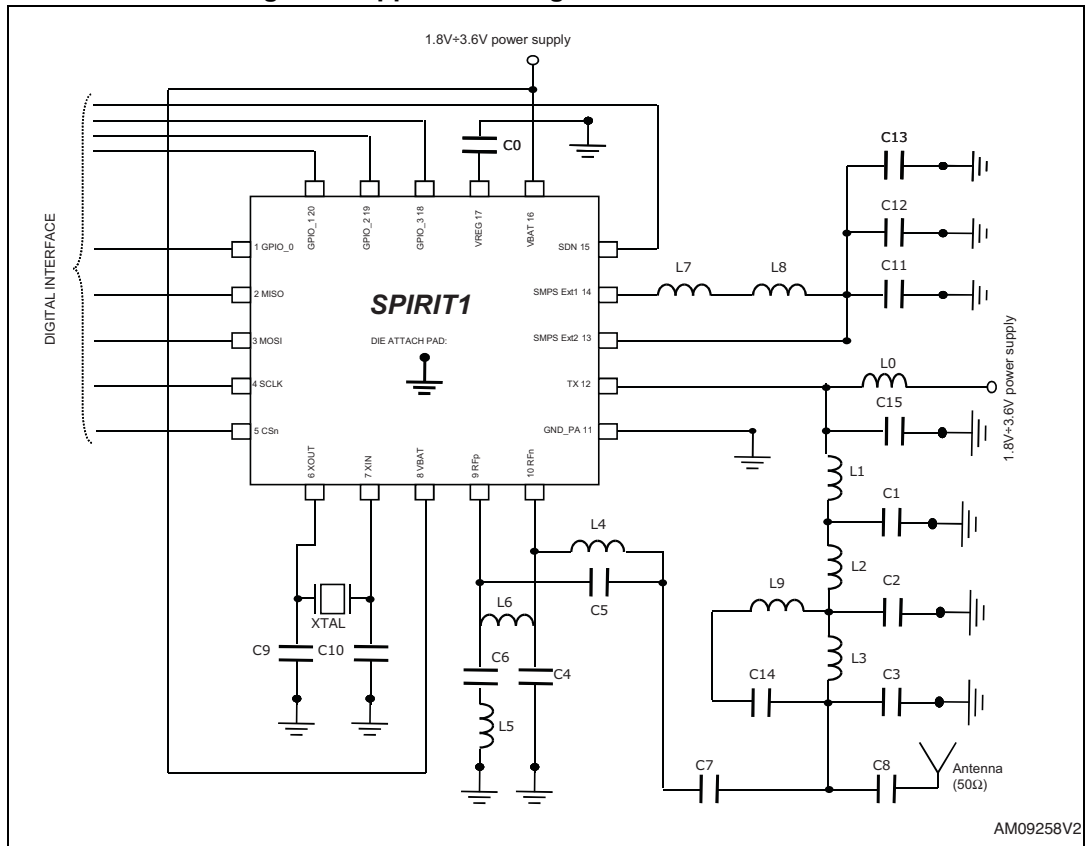 1.8V÷3.6V power supply
C0
C13
C12
C11
DIGITAL INTERFACE
GPIO_1 20
GPIO_2 19
GPIO_3 18
VREG 17
VBAT 16
1 GPIO_0
SDN 15
2 MISO
SPIRIT1
SMPS Ext1 14
L7
L8
3 MOSI
DIE ATTACH PAD:
SMPS Ext2 13
4 SCLK
TX 12
L0
1.8V÷3.6V power supply
C15
5 CSn
GND_PA 11
6 XOUT
7 XIN
8 VBAT
9 RFp
10 RFn
L1
C1
L4
L2
C5
L9
C2
L6
XTAL
C9
C10
C6
C4
L3
C14
C3
L5
C7
C8
Antenna
(50Ω)
AM09258V2